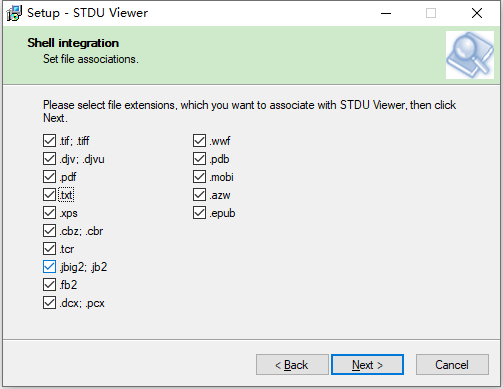 Setup - STDU Viewer
Shell integration
Set file associations.
Please select file extensions, which you want to associate with STDU Viewer, then click
Next.
.tif; .tiff
.djv; .djvu
.pdf
.txt
.xps
.cbz; .cbr
.tcr
.jbig2; .jb2
.fb2
.dcx; .pcx
.wwf
.pdb
.mobi
.azw
.epub
< Back
Next >
Cancel